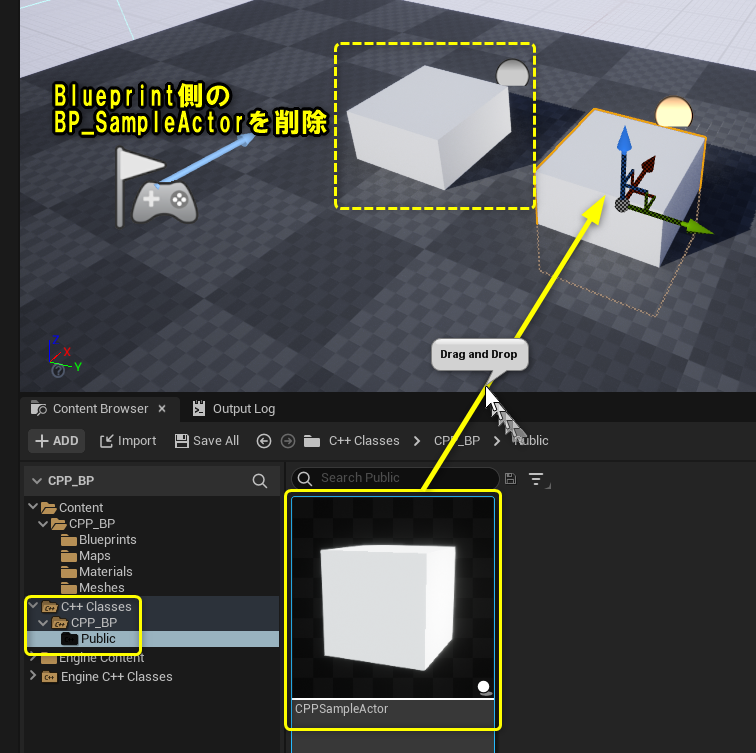 Blueprint側の
BP_SampleActorを削除
Drag and Drop
Z
X
Y
Content Browser
Output Log
ADD
Import
Save All
C++ Classes
CPP_BP
Public
CPP_BP
Search Public
Content
CPP_BP
Blueprints
Maps
Materials
Meshes
C++ Classes
CPP_BP
Public
Engine Content
Engine C++ Classes
CPPSampleActor